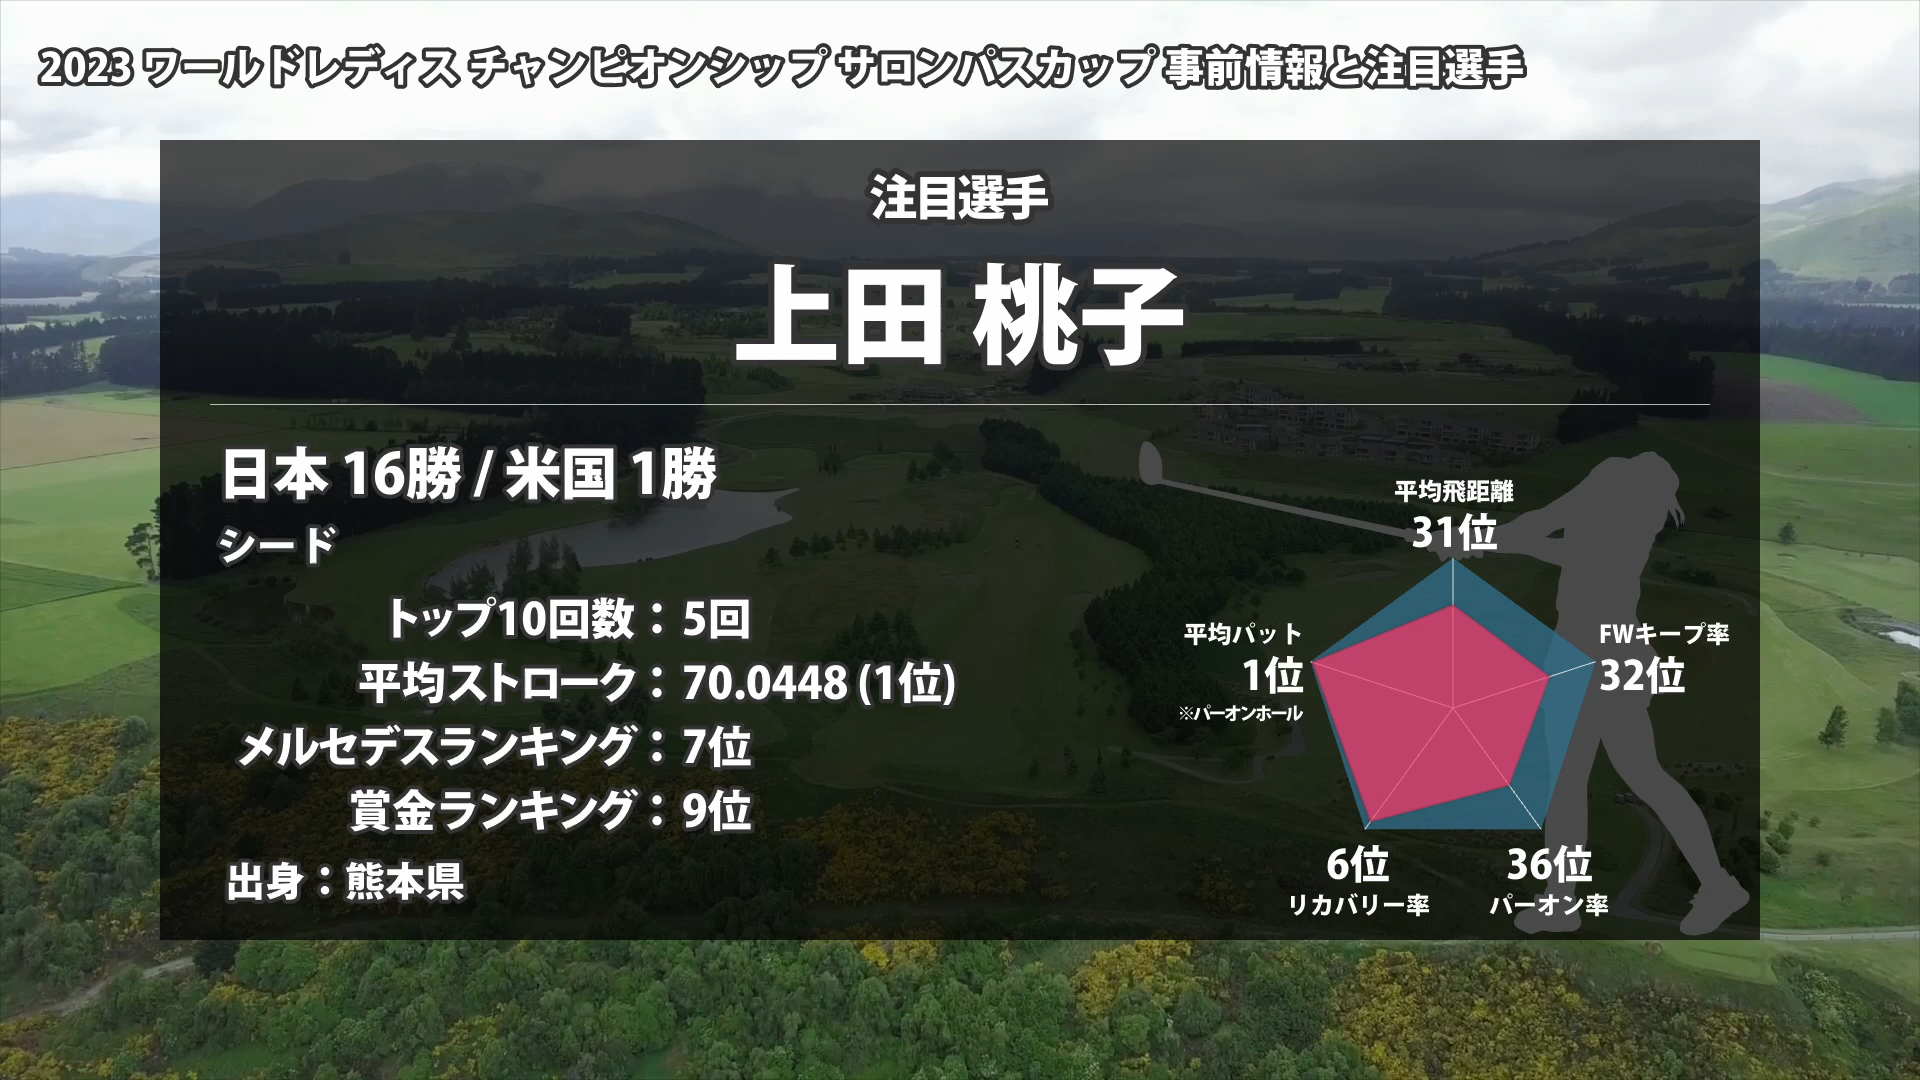 2023 ワールドレディス チャンピオンシップ サロンパスカップ 事前情報と注目選手
注目選手
上田 桃子
日本 16勝 / 米国 1勝
シード
トップ10回数： 5回
平均ストローク： 70.0448 (1位)
メルセデスランキング： 7位
賞金ランキング： 9位
出身：熊本県
平均飛距離
31位
FWキープ率
32位
36位
パーオン率
6位
リカバリー率
平均パット
1位
※パーオンホール